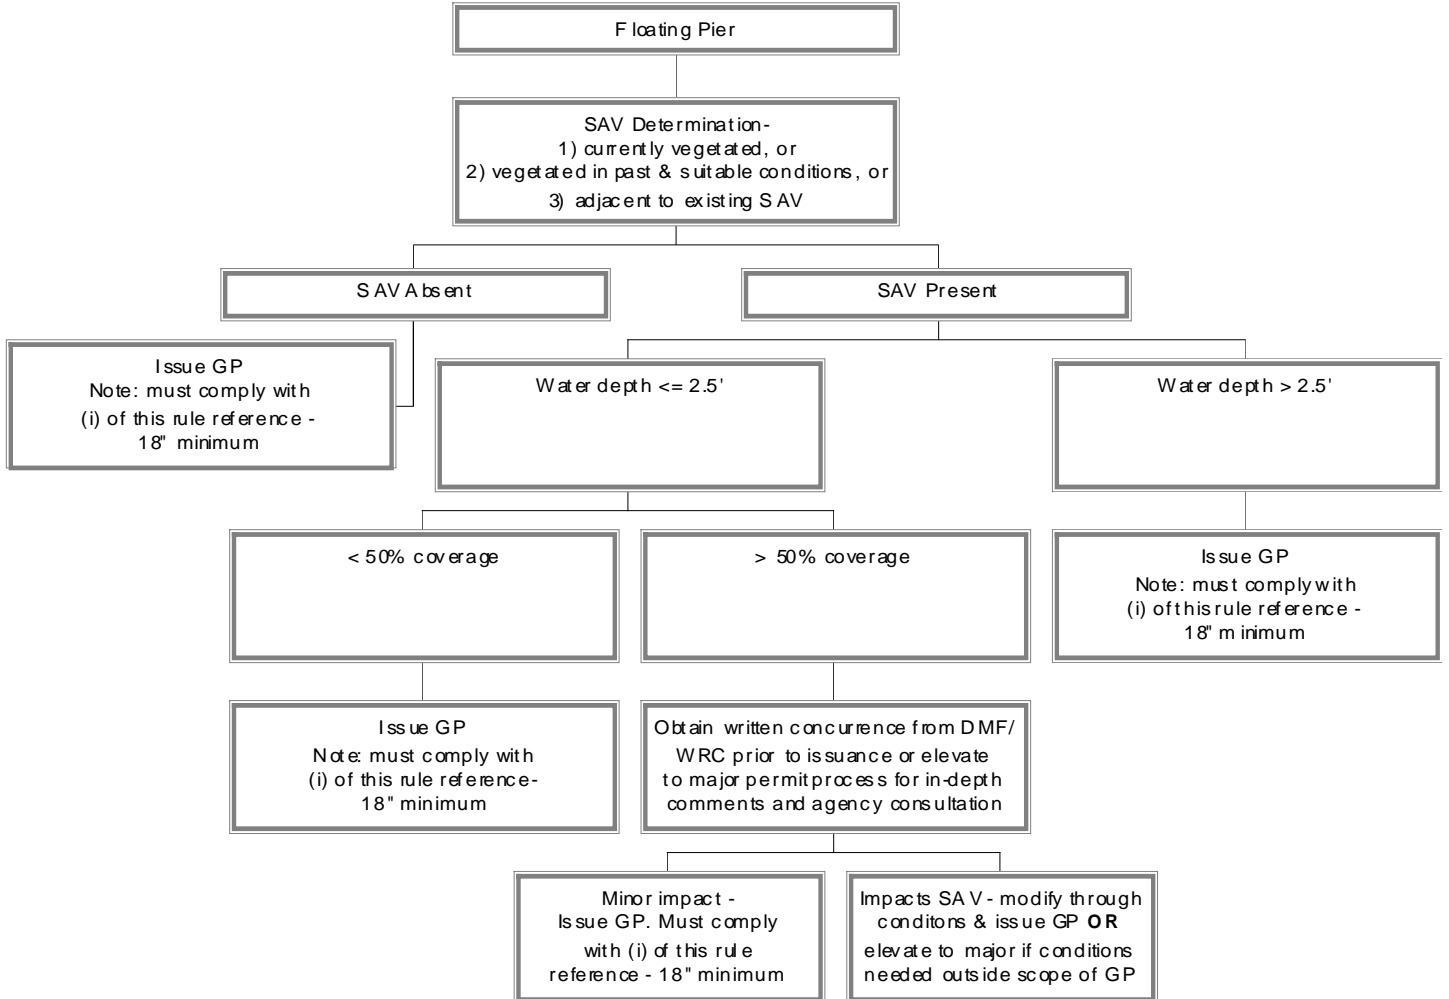 Floating Pier
SAV Determination-
1) currently vegetated, or
2) vegetated in past & suitable conditions, or
3) adjacent to existing SAV
SAV Absent
SAV Present
Issue GP
Note: must comply with
(i) of this rule reference -
18" minimum
Water depth <= 2.5'
Water depth > 2.5'
< 50% coverage
> 50% coverage
Issue GP
Note: must comply with
(i) of this rule reference -
18" minimum
Issue GP
Note: must comply with
(i) of this rule reference-
18" minimum
Obtain written concurrence from DMF/
WRC prior to issuance or elevate
to major permit process for in-depth
comments and agency consultation
Minor impact -
Issue GP. Must comply
with (i) of this rule
reference - 18" minimum
Impacts SAV - modify through
conditons & issue GP OR
elevate to major if conditions
needed outside scope of GP